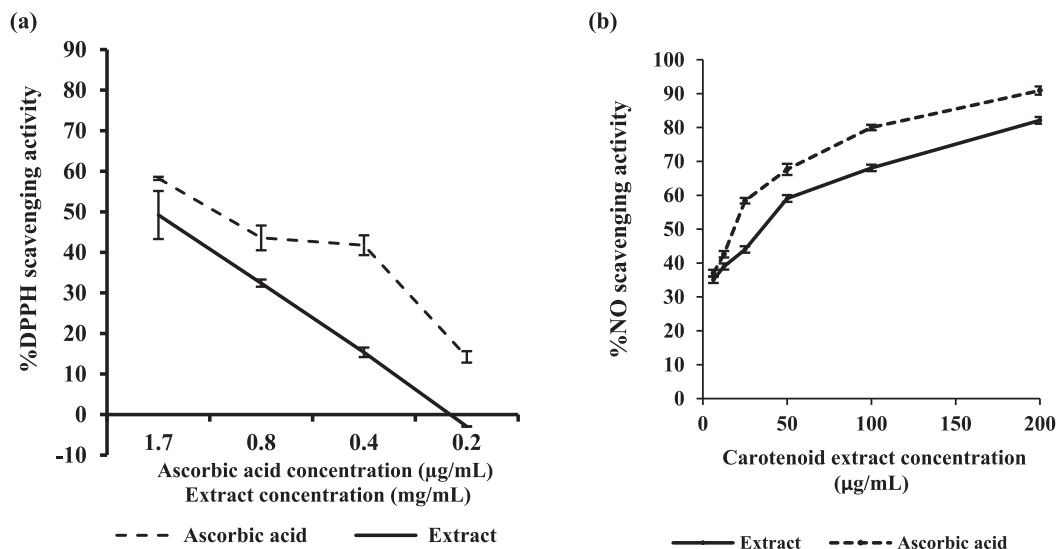 (a)
%DPPH scavenging activity
90
80
70
60
50
40
30
20
10
0
-10
1.7 0.8 0.4 0.2
Ascorbic acid concentration (µg/mL)
Extract concentration (mg/mL)
Ascorbic acid Extract
(b)
%NO scavenging activity
100
90
80
70
60
50
40
30
20
10
0
0 50 100 150 200
Carotenoid extract concentration
(µg/mL)
Extract Ascorbic acid